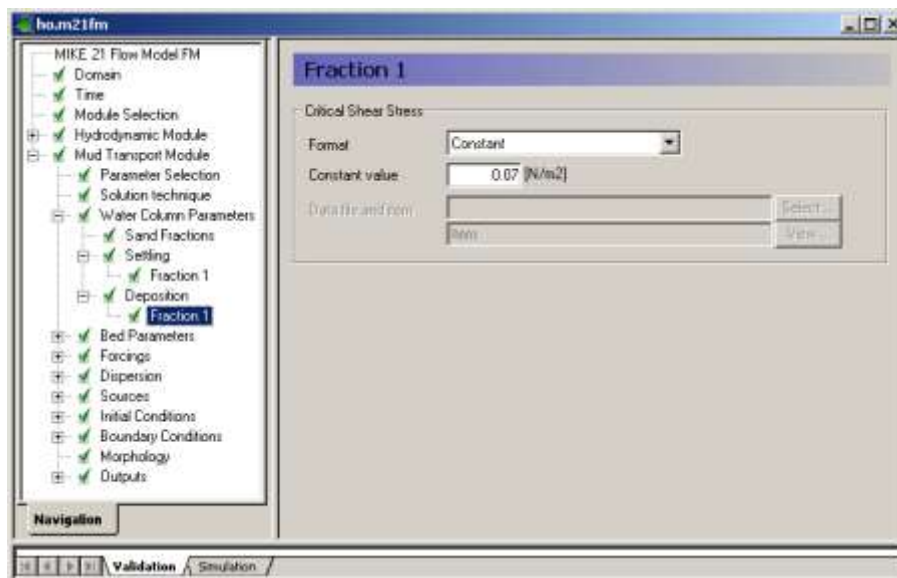 ho.m21fm
MIKE 21 Flow Model FM
Domain
Time
Module Selection
Hydrodynamic Module
Mud Transport Module
Parameter Selection
Solution technique
Water Column Parameters
Sand Fractions
Settling
Fraction 1
Deposition
Fraction 1
Bed Parameters
Forcings
Dispersion
Sources
Initial Conditions
Boundary Conditions
Morphology
Outputs
Navigation
Fraction 1
Critical Shear Stress
Format Constant
Constant value 0.07 [N/m2]
Data file and item Select...
Item View...
Validation Simulation